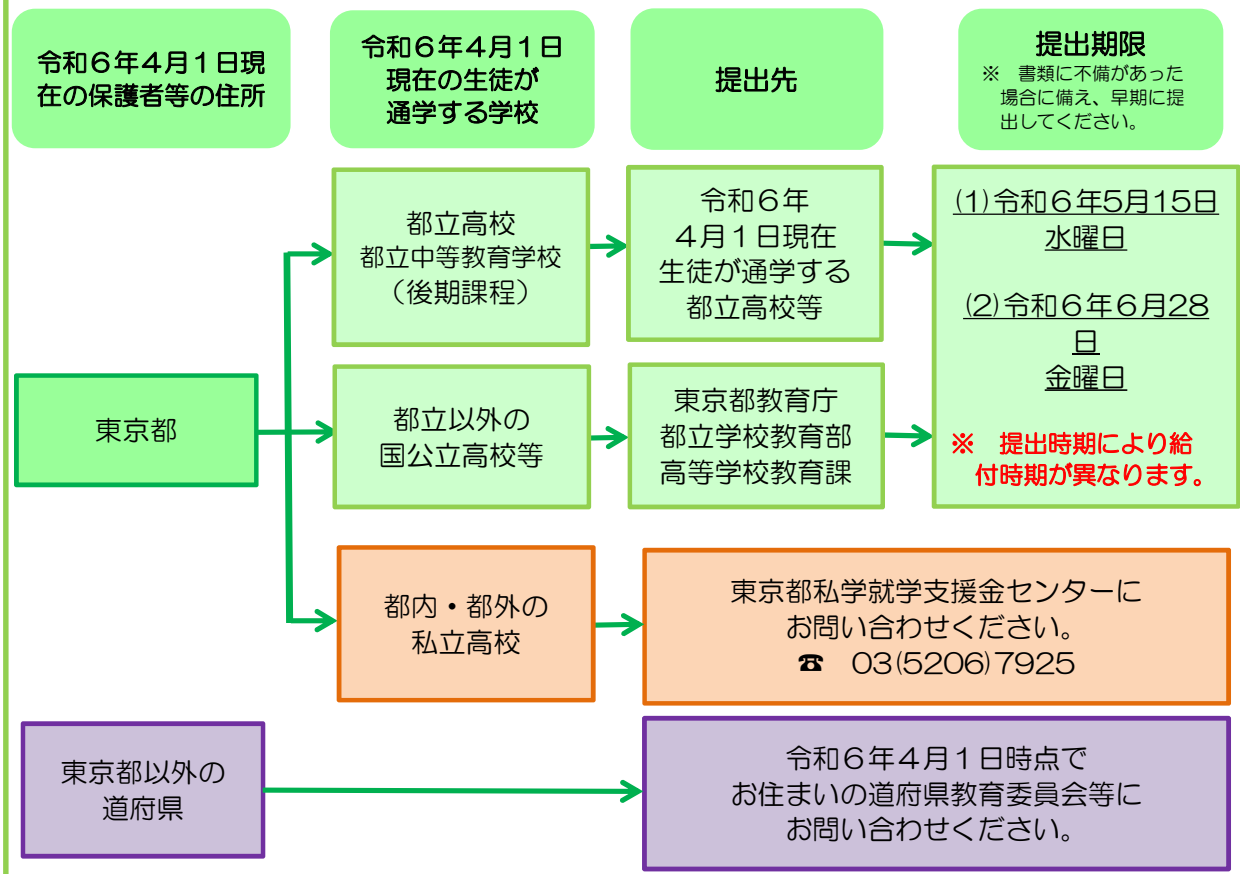 令和６年４月１日現
在の保護者等の住所
令和６年４月１日
現在の生徒が
通学する学校
提出先
提出期限
※　書類に不備があった
場合に備え、早期に提
出してください。
東京都
都立高校
都立中等教育学校
（後期課程）
令和６年
４月１日現在
生徒が通学する
都立高校等
(1)令和６年5月15日
水曜日
(2)令和６年６月28
日
金曜日
※　提出時期により給
付時期が異なります。
都立以外の
国公立高校等
東京都教育庁
都立学校教育部
高等学校教育課
都内・都外の
私立高校
東京都私学就学支援金センターに
お問い合わせください。
☎　03(5206)7925
東京都以外の
道府県
令和６年４月１日時点で
お住まいの道府県教育委員会等に
お問い合わせください。